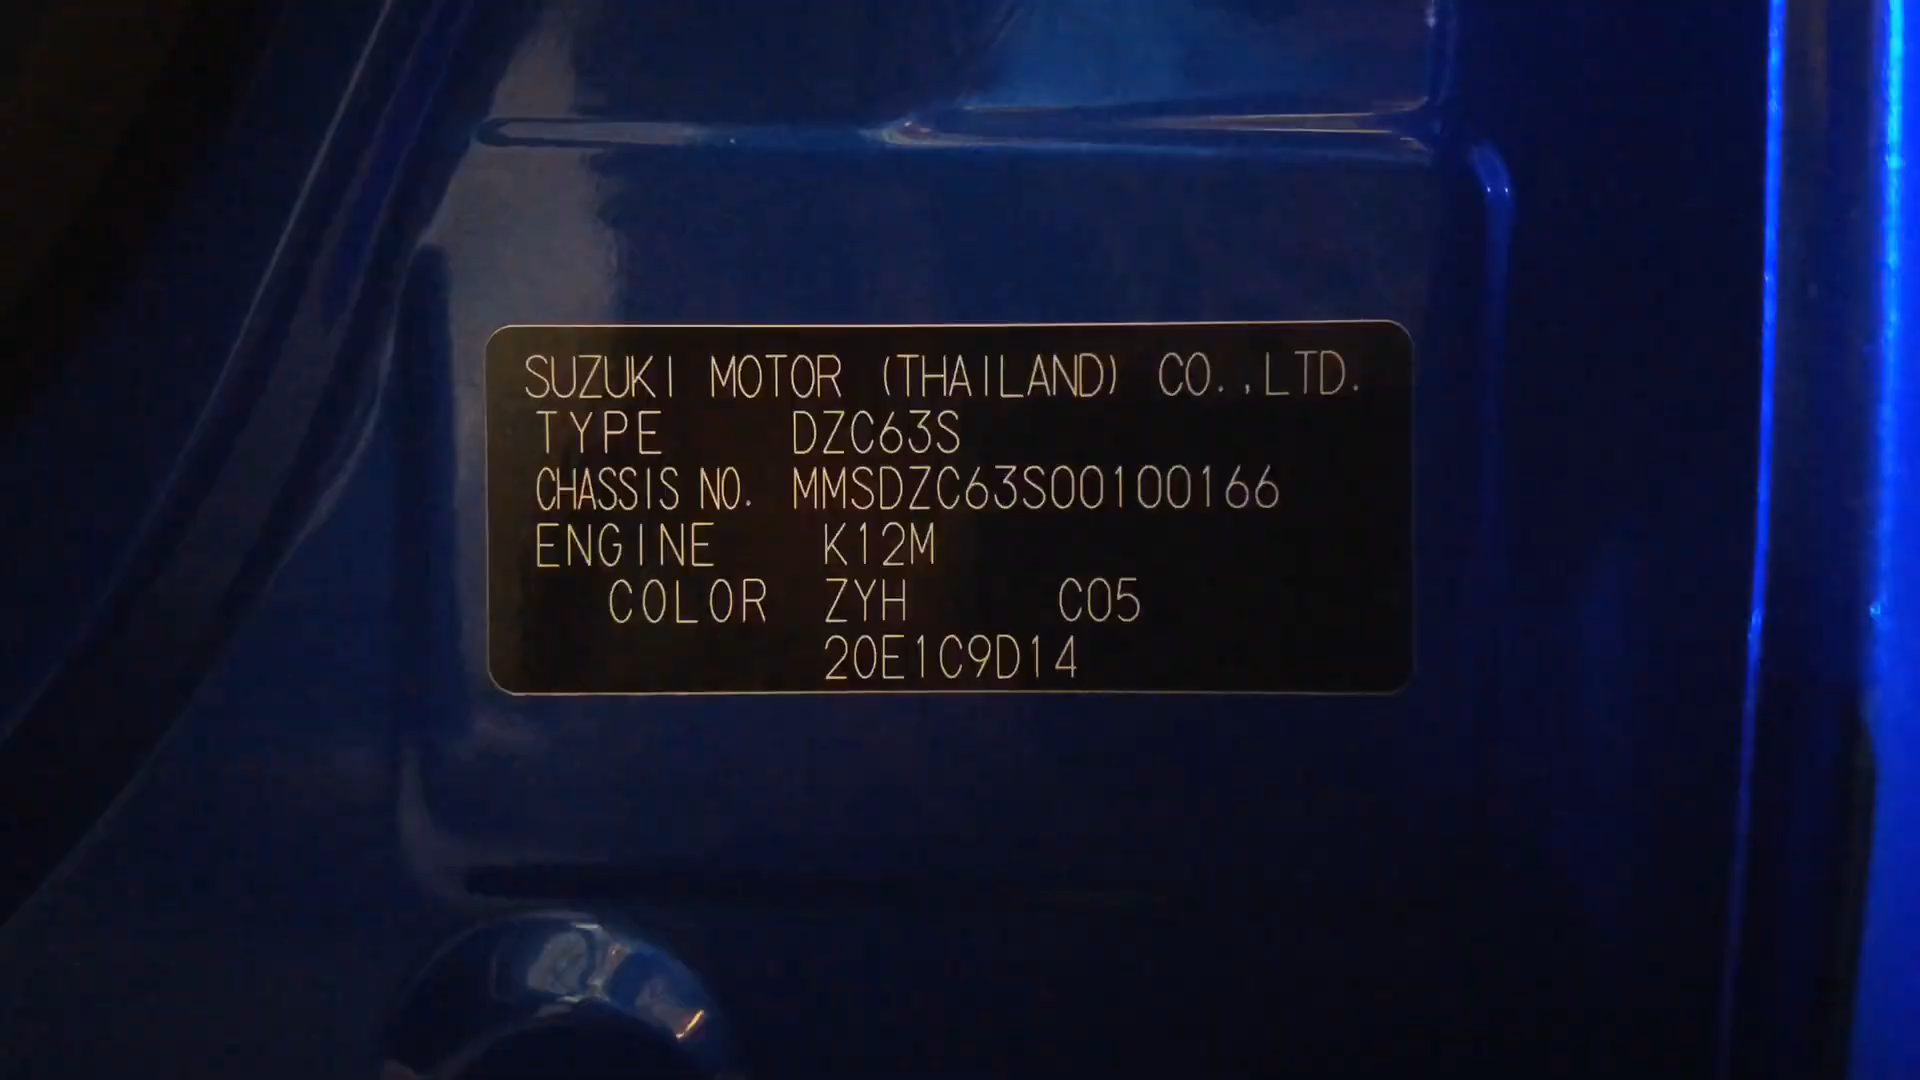 SUZUKI MOTOR (THAILAND) CO.,LTD.
TYPE DZC63S
CHASSIS NO. MMSDZC63S00100166
ENGINE K12M
COLOR ZYH C05
20E1C9D14